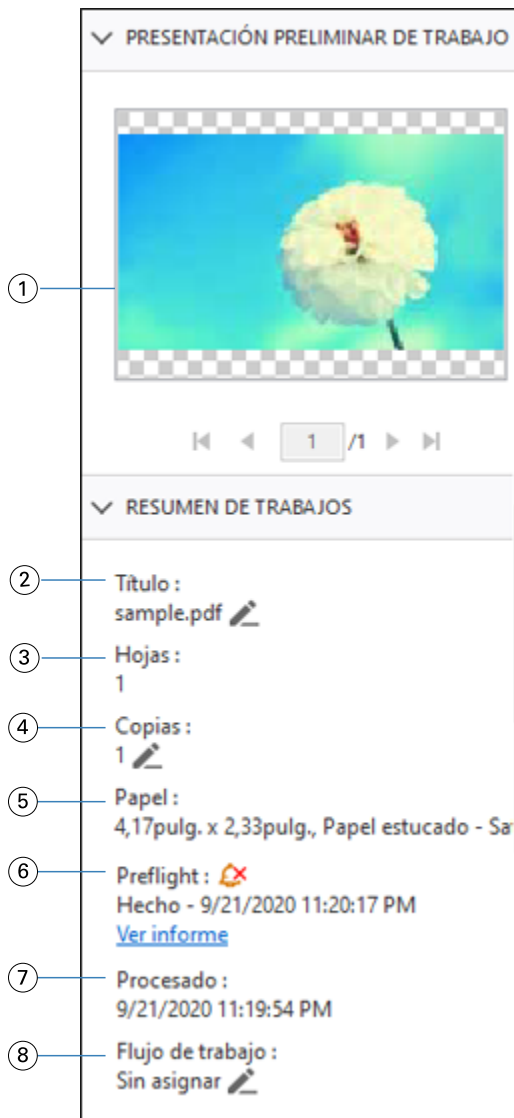 PRESENTACIÓN PRELIMINAR DE TRABAJO
1
1 /1
RESUMEN DE TRABAJOS
2 Título :
sample.pdf
3 Hojas :
1
4 Copias :
1
5 Papel :
4,17pulg. x 2,33pulg., Papel estucado - Sa
6 Preflight :
Hecho - 9/21/2020 11:20:17 PM
Ver informe
7 Procesado :
9/21/2020 11:19:54 PM
8 Flujo de trabajo :
Sin asignar